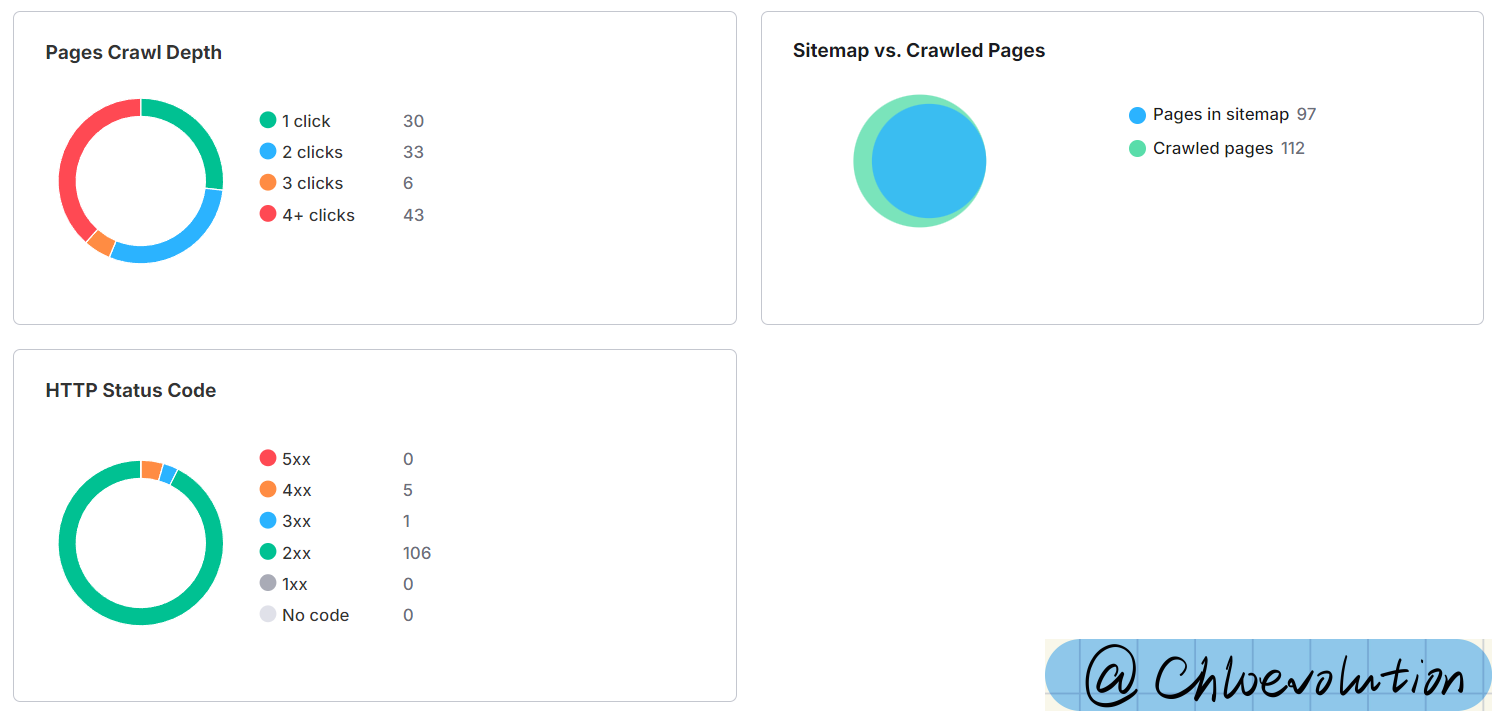 Pages Crawl Depth
1 click 30
2 clicks 33
3 clicks 6
4+ clicks 43
Sitemap vs. Crawled Pages
Pages in sitemap 97
Crawled pages 112
HTTP Status Code
5xx 0
4xx 5
3xx 1
2xx 106
1xx 0
No code 0
@Chloevolution